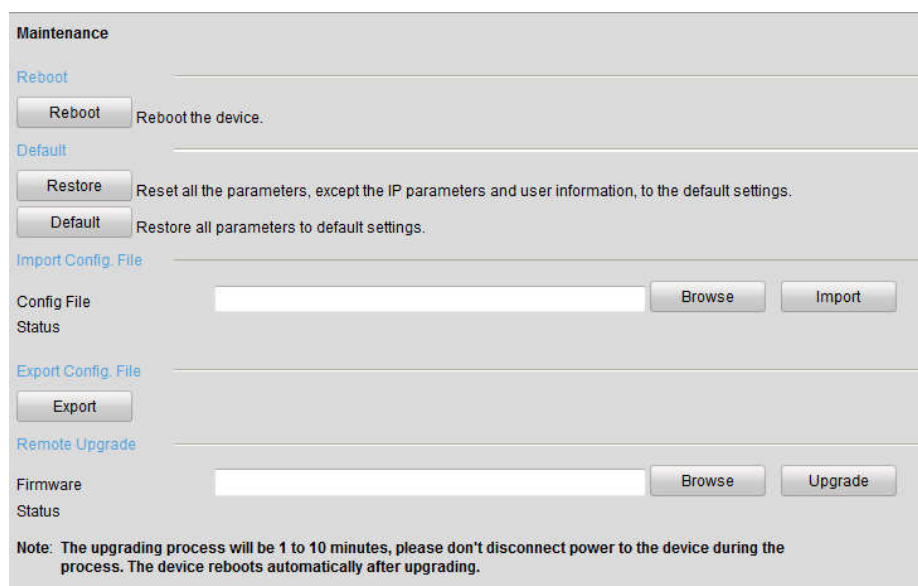 Maintenance
Reboot
Reboot Reboot the device.
Default
Restore Reset all the parameters, except the IP parameters and user information, to the default settings.
Default Restore all parameters to default settings.
Import Config. File
Config File Browse Import
Status
Export Config. File
Export
Remote Upgrade
Firmware Browse Upgrade
Status
Note: The upgrading process will be 1 to 10 minutes, please don't disconnect power to the device during the
process. The device reboots automatically after upgrading.